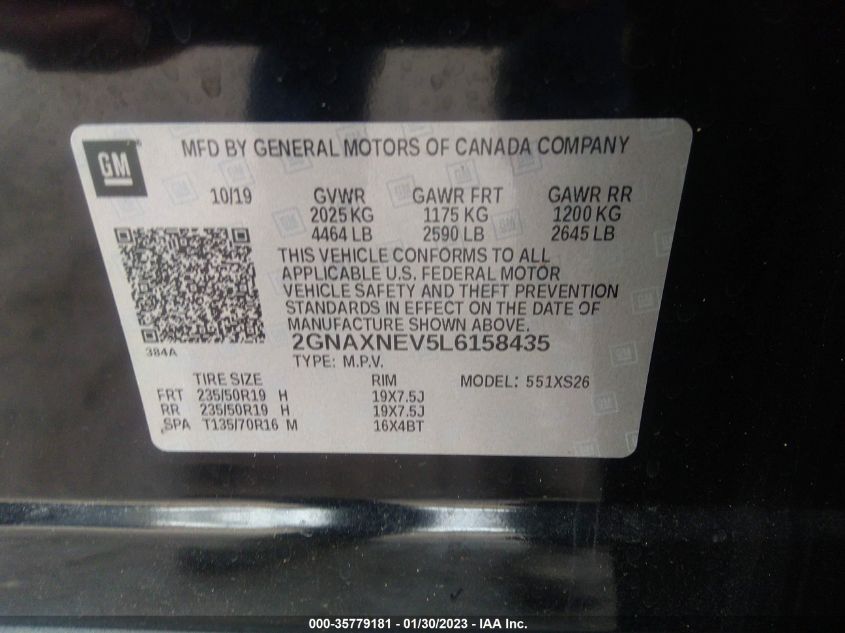 GM
MFD BY GENERAL MOTORS OF CANADA COMPANY
10/19 GVWR GAWR FRT GAWR RR
2025 KG 1175 KG 1200 KG
4464 LB 2590 LB 2645 LB
THIS VEHICLE CONFORMS TO ALL
APPLICABLE U.S. FEDERAL MOTOR
VEHICLE SAFETY AND THEFT PREVENTION
STANDARDS IN EFFECT ON THE DATE OF
MANUFACTURE SHOWN ABOVE.
2GNAXNEV5L6158435
384A
TYPE: M.P.V.
TIRE SIZE RIM MODEL: 551XS26
FRT 235/50R19 H 19X7.5J
RR 235/50R19 H 19X7.5J
SPA T135/70R16 M 16X4BT
000-35779181 - 01/30/2023 - IAA Inc.